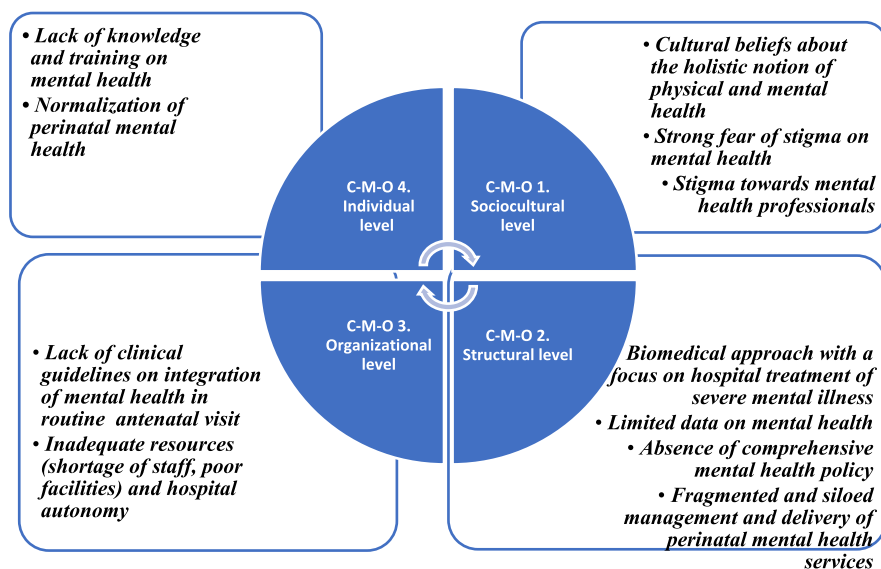 • Lack of knowledge
and training on
mental health
• Normalization of
perinatal mental
health
• Cultural beliefs about
the holistic notion of
physical and mental
health
• Strong fear of stigma on
mental health
• Stigma towards mental
health professionals
C-M-O 4.
Individual
level
C-M-O 1.
Sociocultural
level
C-M-O 3.
Organizational
level
C-M-O 2.
Structural level
• Lack of clinical
guidelines on integration
of mental health in
routine antenatal visit
• Inadequate resources
(shortage of staff, poor
facilities) and hospital
autonomy
Biomedical approach with a
focus on hospital treatment of
severe mental illness
• Limited data on mental health
• Absence of comprehensive
mental health policy
• Fragmented and siloed
management and delivery of
perinatal mental health
services